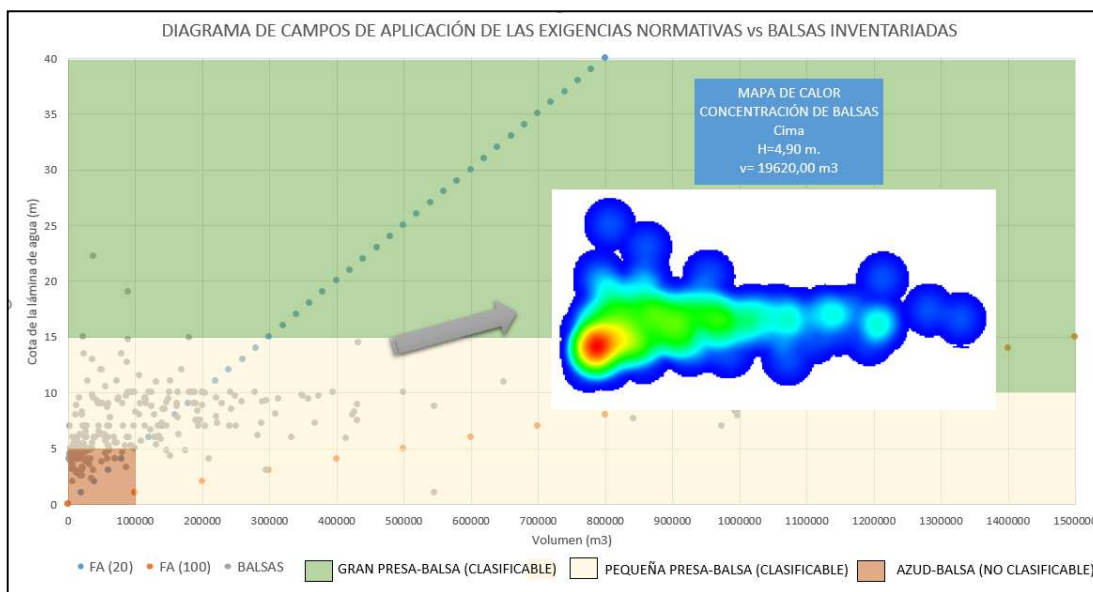 DIAGRAMA DE CAMPOS DE APLICACIÓN DE LAS EXIGENCIAS NORMATIVAS vs BALSAS INVENTARIADAS
MAPA DE CALOR
CONCENTRACIÓN DE BALSAS
Cima
H=4,90 m.
v= 19620,00 m3
Cota de la lámina de agua (m)
40
35
30
25
20
15
10
5
0
0 100000 200000 300000 400000 500000 600000 700000 800000 900000 1000000 1100000 1200000 1300000 1400000 1500000
Volumen (m3)
FA (20) FA (100) BALSAS GRAN PRESA-BALSA (CLASIFICABLE) PEQUEÑA PRESA-BALSA (CLASIFICABLE) AZUD-BALSA (NO CLASIFICABLE)